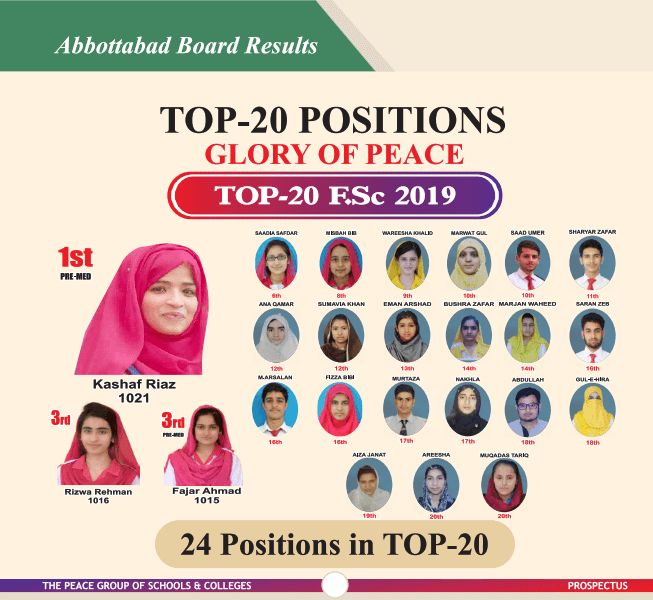 Abbottabad Board Results
TOP-20 POSITIONS
GLORY OF PEACE
TOP-20 F.Sc 2019
1st
PRE-MED
Kashaf Riaz
1021
3rd
Rizwa Rehman
1016
3rd
PRE-MED
Fajar Ahmad
1015
SAADIA SAFDAR
6th
MISBAH BIB
8th
WAREESHA KHALID
9th
MARWAT GUL
10th
SAAD UMER
10th
SHARYAR ZAFAR
11th
ANA QAMAR
12th
SUMAVIA KHAN
12th
EMAN ARSHAD
13th
BUSHRA ZAFAR
14th
MARJAN WAHEED
14th
SARAN ZEB
16th
M.ARSALAN
16th
FIZZA BIBI
16th
MURTAZA
17th
NAKHLA
17th
ABDULLAH
18th
GUL-E-HIRA
18th
AIZA JANAT
19th
AREESHA
20th
MUQADAS TARIQ
20th
24 Positions in TOP-20
THE PEACE GROUP OF SCHOOLS & COLLEGES
PROSPECTUS